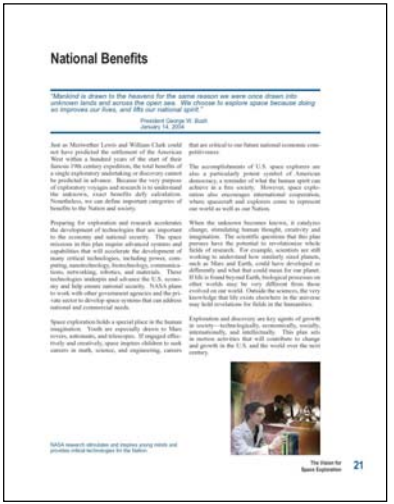 National Benefits
"Mankind is drawn to the heavens for the same reason we were once drawn into
unknown lands and across the open sea. We choose to explore space because doing
so improves our lives, and lifts our national spirit."
President George W. Bush
January 14, 2004
Just as Meriwether Lewis and William Clark could
not have predicted the settlement of the American
West within a hundred years of the start of their
famous 19th century expedition, the total benefits of
a single exploratory undertaking or discovery cannot
be predicted in advance. Because the very purpose
of exploratory voyages and research is to understand
the unknown, exact benefits defy calculation.
Nonetheless, we can define important categories of
benefits to the Nation and society.
Preparing for exploration and research accelerates
the development of technologies that are important
to the economy and national security. The space
missions in this plan require advanced systems and
capabilities that will accelerate the development of
many critical technologies, including power, com-
puting, nanotechnology, biotechnology, communica-
tions, networking, robotics, and materials. These
technologies underpin and advance the U.S. econo-
my and help ensure national security. NASA plans
to work with other government agencies and the pri-
vate sector to develop space systems that can address
national and commercial needs.
Space exploration holds a special place in the human
imagination. Youth are especially drawn to Mars
rovers, astronauts, and telescopes. If engaged effec-
tively and creatively, space inspires children to seek
careers in math, science, and engineering, careers
that are critical to our future national economic com-
petitiveness.
The accomplishments of U.S. space explorers are
also a particularly potent symbol of American
democracy, a reminder of what the human spirit can
achieve in a free society. However, space explo-
ration also encourages international cooperation,
where spacecraft and explorers come to represent
our world as well as our Nation.
When the unknown becomes known, it catalyzes
change, stimulating human thought, creativity and
imagination. The scientific questions that this plan
pursues have the potential to revolutionize whole
fields of research. For example, scientists are still
working to understand how similarly sized planets,
such as Mars and Earth, could have developed so
differently and what that could mean for our planet.
If life is found beyond Earth, biological processes on
other worlds may be very different from those
evolved on our world. Outside the sciences, the very
knowledge that life exists elsewhere in the universe
may hold revelations for fields in the humanities.
Exploration and discovery are key agents of growth
in society—technologically, economically, socially,
internationally, and intellectually. This plan sets
in motion activities that will contribute to change
and growth in the U.S. and the world over the next
century.
NASA research stimulates and inspires young minds and
provides critical technologies for the Nation.
The Vision for
Space Exploration
21